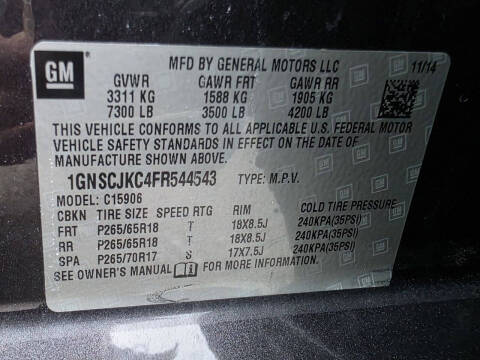 GM
MFD BY GENERAL MOTORS LLC 11/14
GVWR GAWR FRT GAWR RR
3311 KG 1588 KG 1905 KG
7300 LB 3500 LB 4200 LB
THIS VEHICLE CONFORMS TO ALL APPLICABLE U.S. FEDERAL MOTOR
VEHICLE SAFETY STANDARDS IN EFFECT ON THE DATE OF
MANUFACTURE SHOWN ABOVE.
1GNSCJKC4FR544543 TYPE: M.P.V.
MODEL: C15906
CBKN TIRE SIZE SPEED RTG RIM COLD TIRE PRESSURE
FRT P265/65R18 T 18X8.5J 240KPA(35PSI)
RR P265/65R18 T 18X8.5J 240KPA(35PSI)
SPA P265/70R17 S 17X7.5J 240KPA(35PSI)
SEE OWNER'S MANUAL FOR MORE INFORMATION.